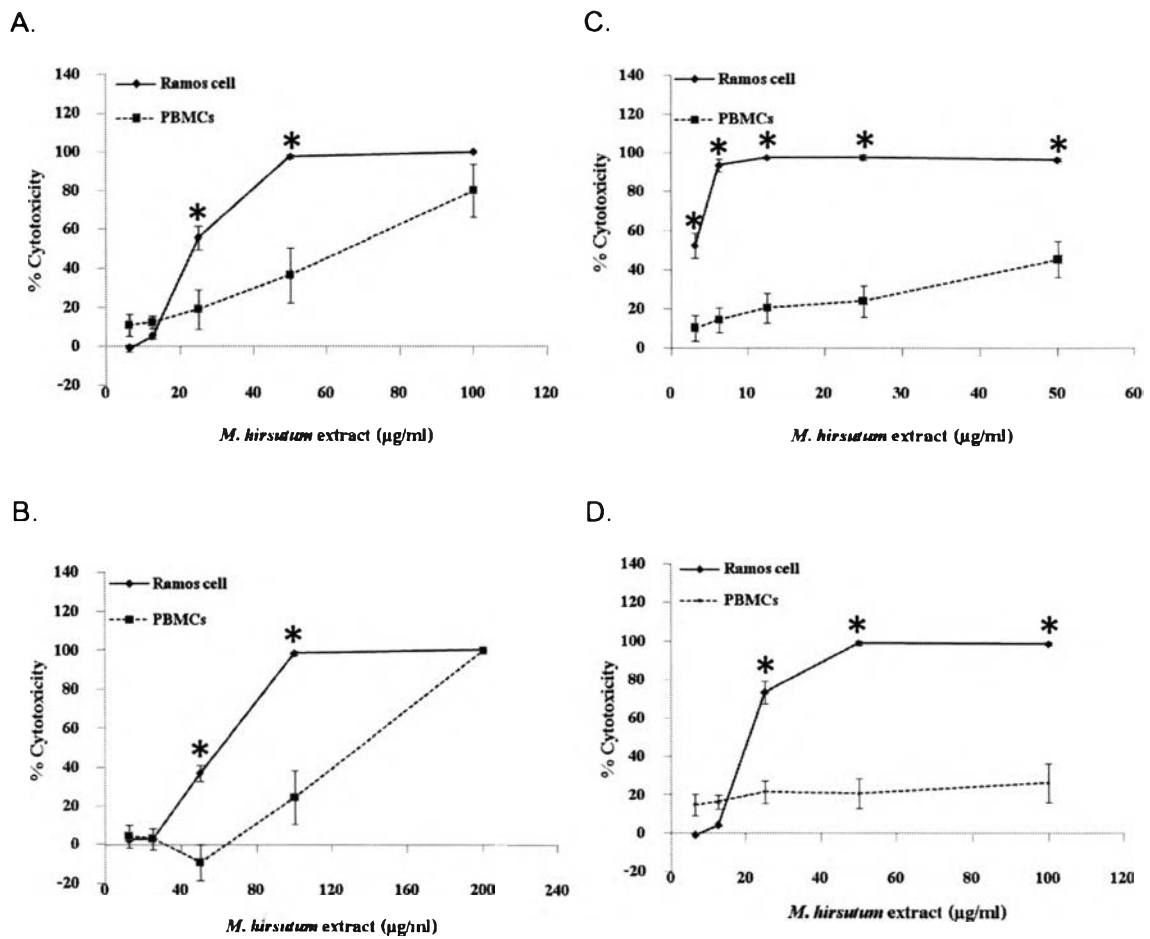 A.
140
120
100
80
60
40
20
0
-20
% Cytotoxicity
Ramos cell
PBMCs
*
*
0 20 40 60 80 100 120
M. hirsutum extract (µg/ml)
C.
140
120
100
80
60
40
20
0
% Cytotoxicity
Ramos cell
PBMCs
*
*
*
*
*
0 10 20 30 40 50 60
M. hirsutum extract (µg/ml)
B.
140
120
100
80
60
40
20
0
-20
% Cytotoxicity
Ramos cell
PBMCs
*
*
0 40 80 120 160 200 240
M. hirsutum extract (µg/ml)
D.
140
120
100
80
60
40
20
0
-20
% Cytotoxicity
Ramos cell
PBMCs
*
*
*
0 20 40 60 80 100 120
M. hirsutum extract (µg/ml)